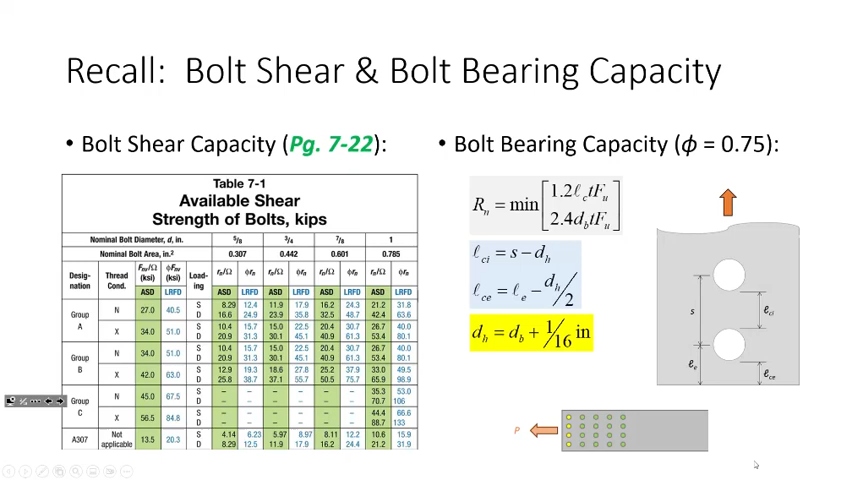 Recall: Bolt Shear & Bolt Bearing Capacity
• Bolt Shear Capacity (Pg. 7-22):
Table 7-1
Available Shear
Strength of Bolts, kips
Nominal Bolt Diameter, d, in. 5/8 3/4 7/8 1
Nominal Bolt Area, in.² 0.307 0.442 0.601 0.785
Desig-nation Thread Cond. Fnv/Ω (ksi) ϕFnv (ksi) Load-ing rn/Ω ϕrn rn/Ω ϕrn rn/Ω ϕrn rn/Ω ϕrn
ASD LRFD ASD LRFD ASD LRFD ASD LRFD ASD LRFD
Group A N 27.0 40.5 S 8.29 12.4 11.9 17.9 16.2 24.3 21.2 31.8
D 16.6 24.9 23.9 35.8 32.5 48.7 42.4 63.6
X 34.0 51.0 S 10.4 15.7 15.0 22.5 20.4 30.7 26.7 40.0
D 20.9 31.3 30.1 45.1 40.9 61.3 53.4 80.1
Group B N 34.0 51.0 S 10.4 15.7 15.0 22.5 20.4 30.7 26.7 40.0
D 20.9 31.3 30.1 45.1 40.9 61.3 53.4 80.1
X 42.0 63.0 S 12.9 19.3 18.6 27.8 25.2 37.9 33.0 49.5
D 25.8 38.7 37.1 55.7 50.5 75.7 65.9 98.9
Group C N 45.0 67.5 S – – – – – – 35.3 53.0
D – – – – – – 70.7 106
X 56.5 84.8 S – – – – – – 44.4 66.6
D – – – – – – 88.7 133
A307 Not applicable 13.5 20.3 S 4.14 6.23 5.97 8.97 8.11 12.2 10.6 15.9
D 8.29 12.5 11.9 17.9 16.2 24.4 21.2 31.9
• Bolt Bearing Capacity (ϕ = 0.75):
Rn = min [1.2ℓctFu
2.4dbtFu]
ℓci = s − dh
ℓce = ℓe − dh/2
dh = db + 1/16 in
s
ℓci
ℓe
ℓce
P